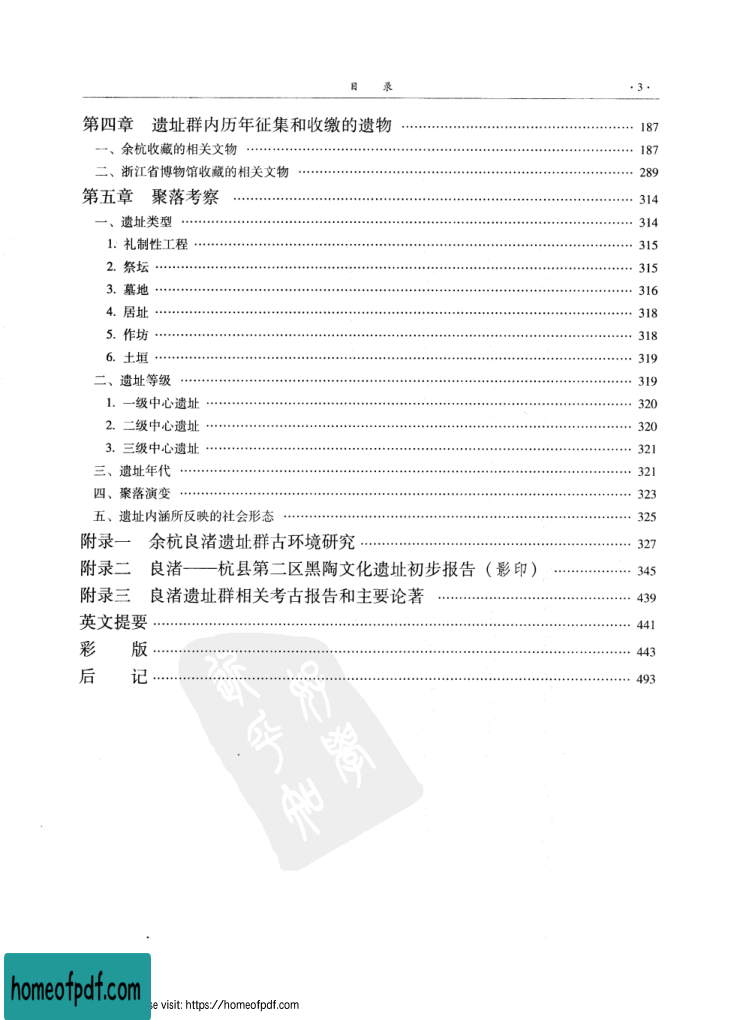 目 录 ·3·
第四章 遗址群内历年征集和收缴的遗物 …… 187
一、余杭收藏的相关文物 …… 187
二、浙江省博物馆收藏的相关文物 …… 289
第五章 聚落考察 …… 314
一、遗址类型 …… 314
1. 礼制性工程 …… 315
2. 祭坛 …… 315
3. 墓地 …… 316
4. 居址 …… 318
5. 作坊 …… 318
6. 土垣 …… 319
二、遗址等级 …… 319
1. 一级中心遗址 …… 320
2. 二级中心遗址 …… 320
3. 三级中心遗址 …… 321
三、遗址年代 …… 321
四、聚落演变 …… 323
五、遗址内涵所反映的社会形态 …… 325
附录一 余杭良渚遗址群古环境研究 …… 327
附录二 良渚——杭县第二区黑陶文化遗址初步报告（影印） …… 345
附录三 良渚遗址群相关考古报告和主要论著 …… 439
英文提要 …… 441
彩 版 …… 443
后 记 …… 493
homeofpdf.com
se visit: https://homeofpdf.com